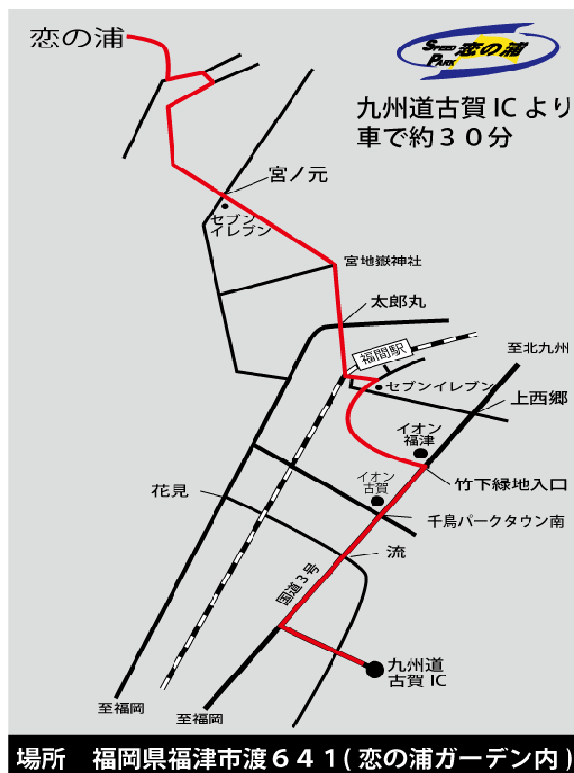 恋の浦
SPEED
PARK
恋の浦
九州道古賀ICより
車で約３０分
宮ノ元
セブン
イレブン
宮地嶽神社
太郎丸
福間駅
至北九州
セブンイレブン
上西郷
イオン
福津
イオン
古賀
竹下緑地入口
花見
千鳥パークタウン南
流
国道３号
九州道
古賀IC
至福岡
至福岡
場所　福岡県福津市渡６４１(恋の浦ガーデン内)